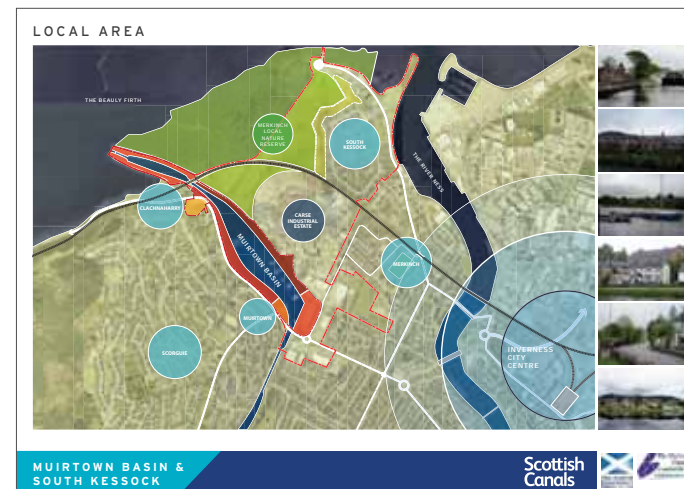 LOCAL AREA
THE BEAULY FIRTH
MERKINCH
LOCAL
NATURE
RESERVE
SOUTH
KESSOCK
THE RIVER NESS
CLACHNAHARRY
CARSE
INDUSTRIAL
ESTATE
MUIRTOWN BASIN
MERKINCH
MUIRTOWN
SCORGUIE
INVERNESS
CITY
CENTRE
MUIRTOWN BASIN &
SOUTH KESSOCK
Scottish
Canals